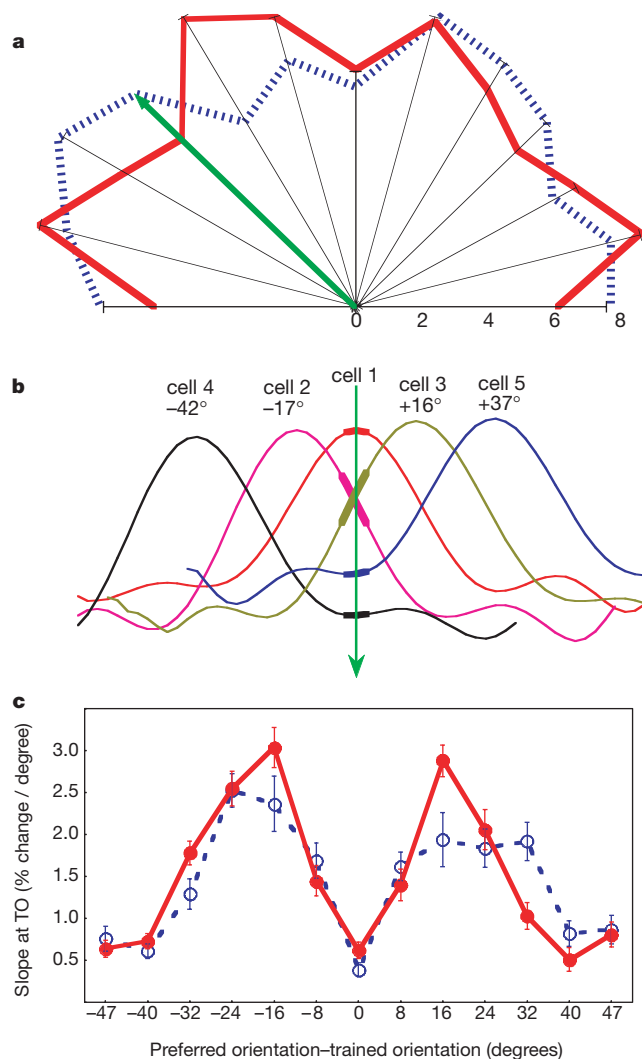 a
0 2 4 6 8
b
cell 4 cell 2 cell 1 cell 3 cell 5
–42° –17° +16° +37°
c
Slope at TO (% change / degree)
3.0
2.5
2.0
1.5
1.0
0.5
–47 –40 –32 –24 –16 –8 0 8 16 24 32 40 47
Preferred orientation–trained orientation (degrees)